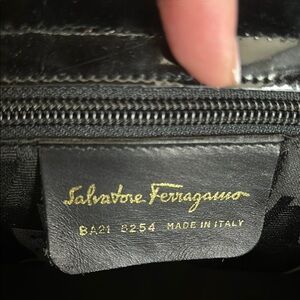 Salvatore Ferragamo
BA21 8254 MADE IN ITALY